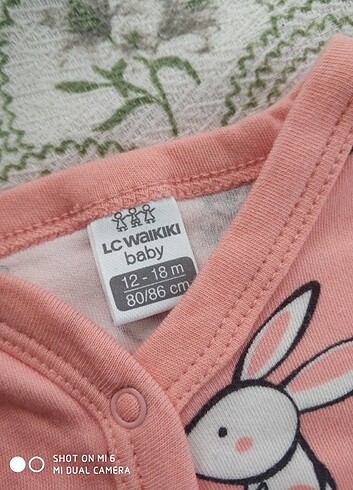 LC WAIKIKI
baby
12 - 18 m
80/86 cm
SHOT ON MI 6
MI DUAL CAMERA